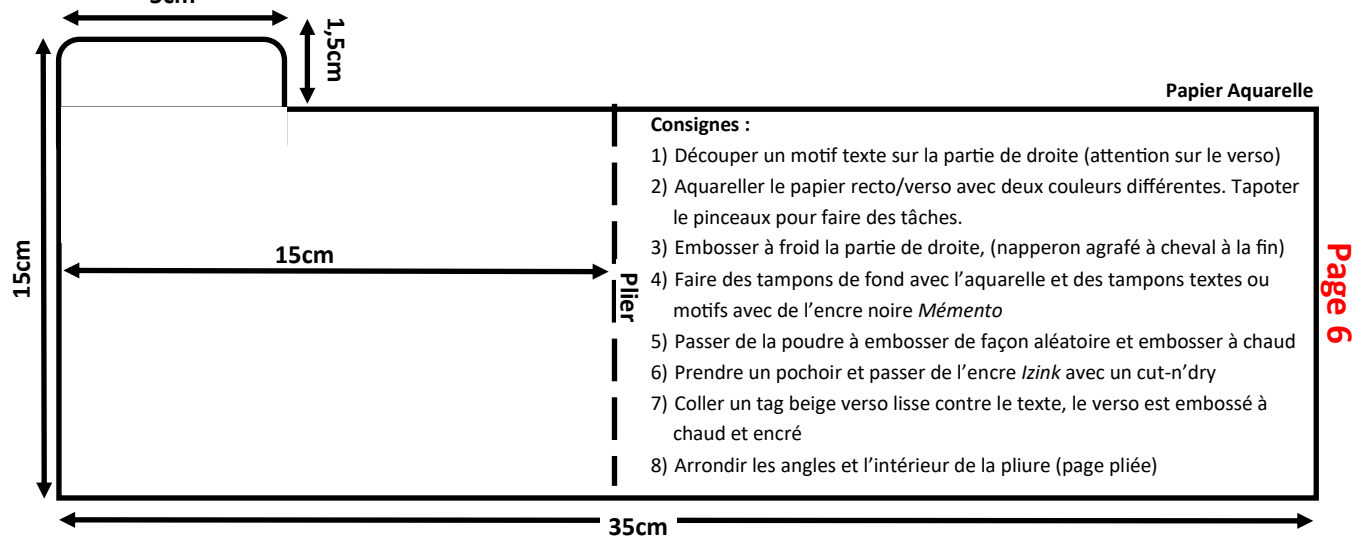 1,5cm
Papier Aquarelle
15cm
15cm
Plier
Consignes :
1) Découper un motif texte sur la partie de droite (attention sur le verso)
2) Aquareller le papier recto/verso avec deux couleurs différentes. Tapoter
le pinceaux pour faire des tâches.
3) Embosser à froid la partie de droite, (napperon agrafé à cheval à la fin)
4) Faire des tampons de fond avec l’aquarelle et des tampons textes ou
motifs avec de l’encre noire Mémento
5) Passer de la poudre à embosser de façon aléatoire et embosser à chaud
6) Prendre un pochoir et passer de l’encre Izink avec un cut-n’dry
7) Coller un tag beige verso lisse contre le texte, le verso est embossé à
chaud et encré
8) Arrondir les angles et l’intérieur de la pliure (page pliée)
Page 6
35cm